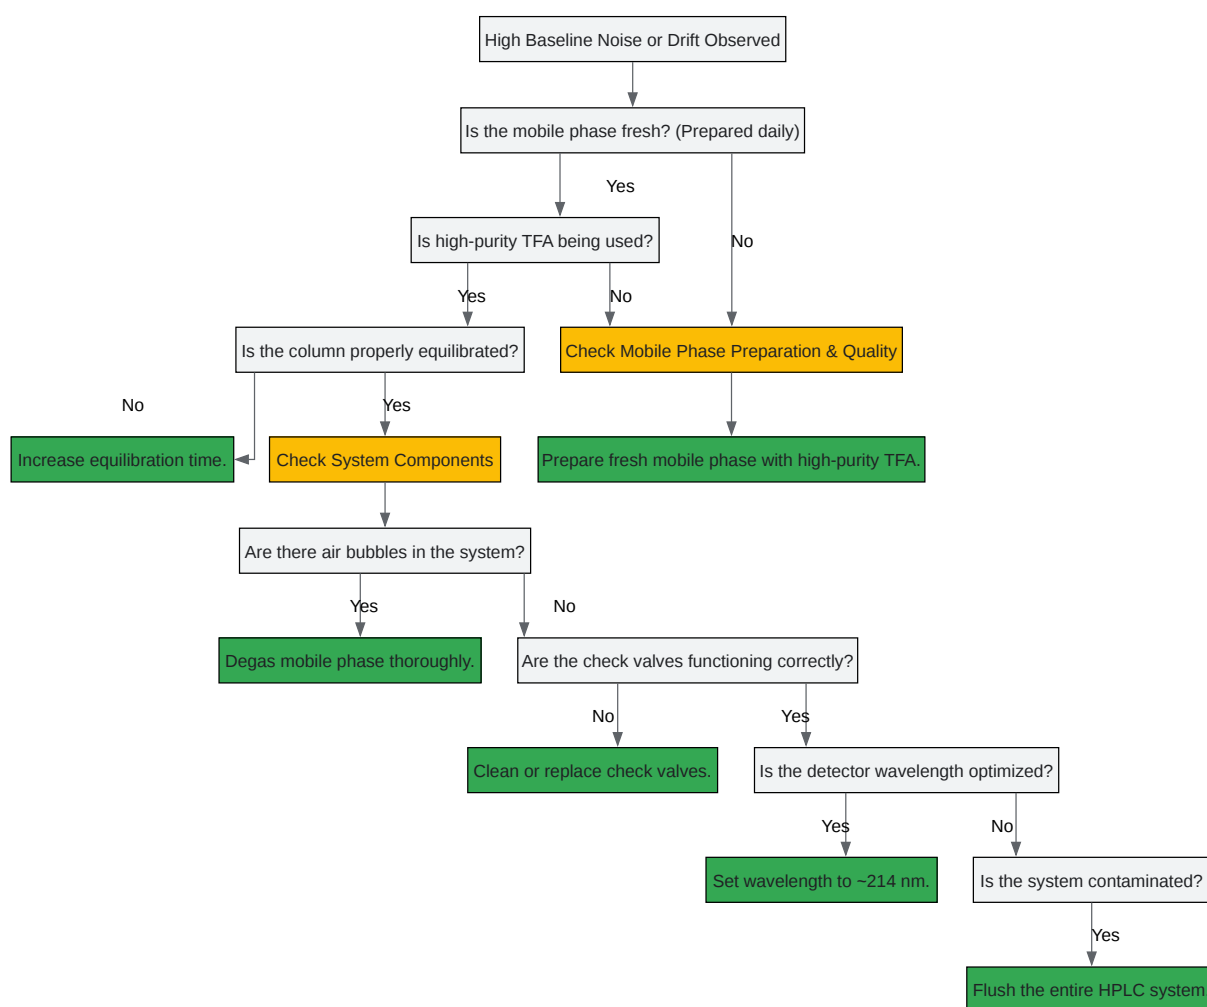 High Baseline Noise or Drift Observed
Is the mobile phase fresh? (Prepared daily)
Yes
Is high-purity TFA being used?
No
Yes
No
Is the column properly equilibrated?
Check Mobile Phase Preparation & Quality
No
Yes
Increase equilibration time.
Check System Components
Prepare fresh mobile phase with high-purity TFA.
Are there air bubbles in the system?
Yes
No
Degas mobile phase thoroughly.
Are the check valves functioning correctly?
No
Yes
Clean or replace check valves.
Is the detector wavelength optimized?
Yes
No
Set wavelength to ~214 nm.
Is the system contaminated?
Yes
Flush the entire HPLC system.